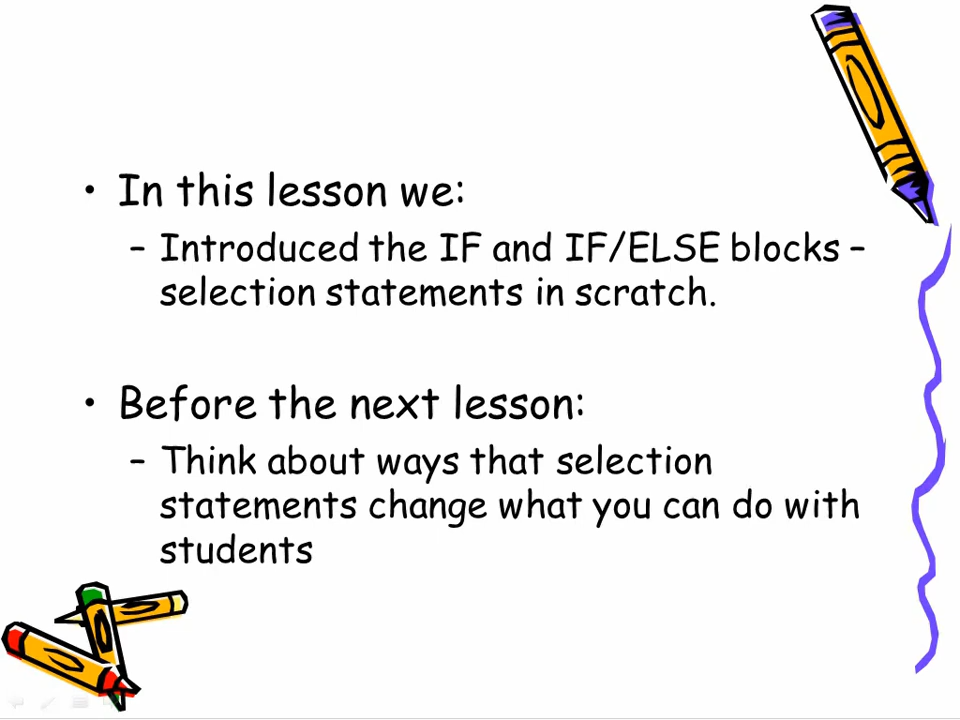 • In this lesson we:
– Introduced the IF and IF/ELSE blocks –
selection statements in scratch.
• Before the next lesson:
– Think about ways that selection
statements change what you can do with
students